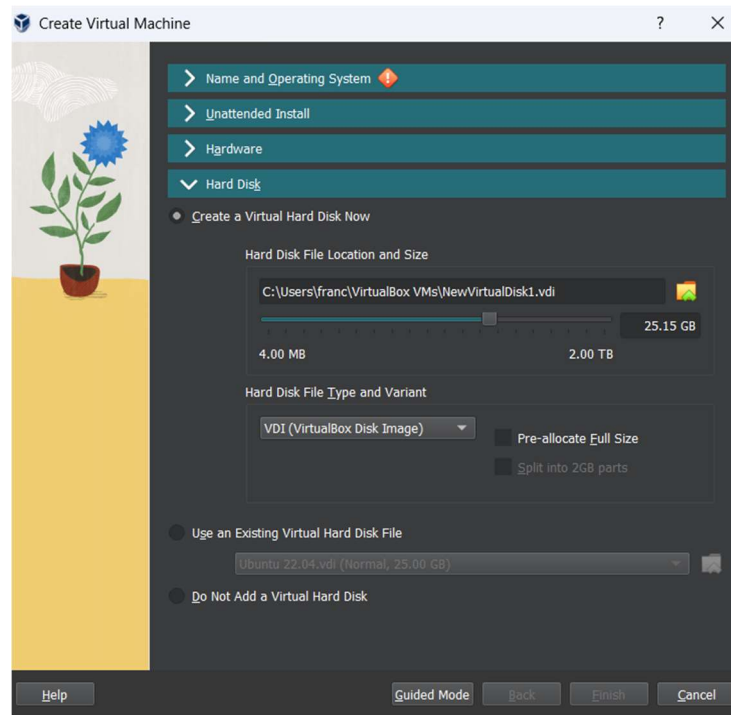 Create Virtual Machine
?
Name and Operating System
Unattended Install
Hardware
Hard Disk
Create a Virtual Hard Disk Now
Hard Disk File Location and Size
C:\Users\franc\VirtualBox VMs\NewVirtualDisk1.vdi
25.15 GB
4.00 MB 2.00 TB
Hard Disk File Type and Variant
VDI (VirtualBox Disk Image)
Pre-allocate Full Size
Split into 2GB parts
Use an Existing Virtual Hard Disk File
Ubuntu 22.04.vdi (Normal, 25.00 GB)
Do Not Add a Virtual Hard Disk
Help Guided Mode Back Finish Cancel